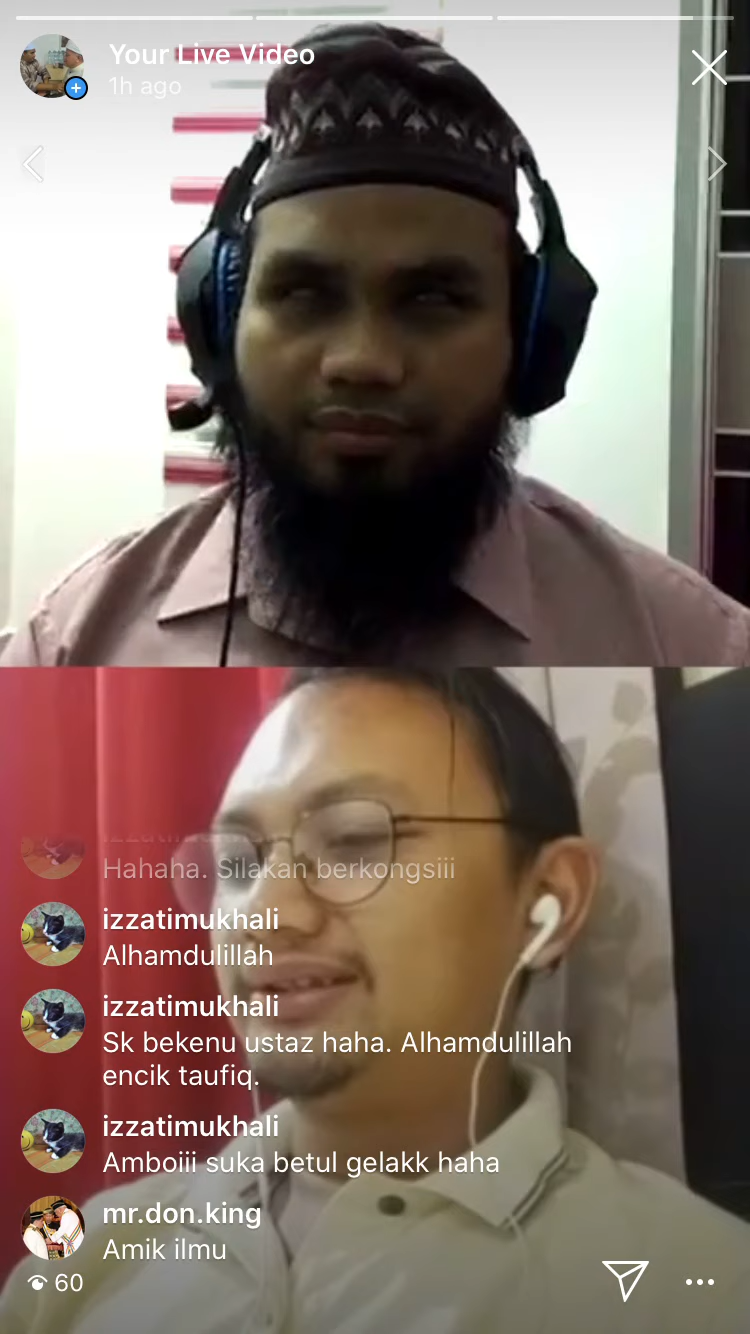 Your Live Video
1h ago
izzatimukhali
Hahaha. Silakan berkongsiii
izzatimukhali
Alhamdulillah
izzatimukhali
Sk bekenu ustaz haha. Alhamdulillah
encik taufiq.
izzatimukhali
Amboiii suka betul gelakk haha
mr.don.king
Amik ilmu
60